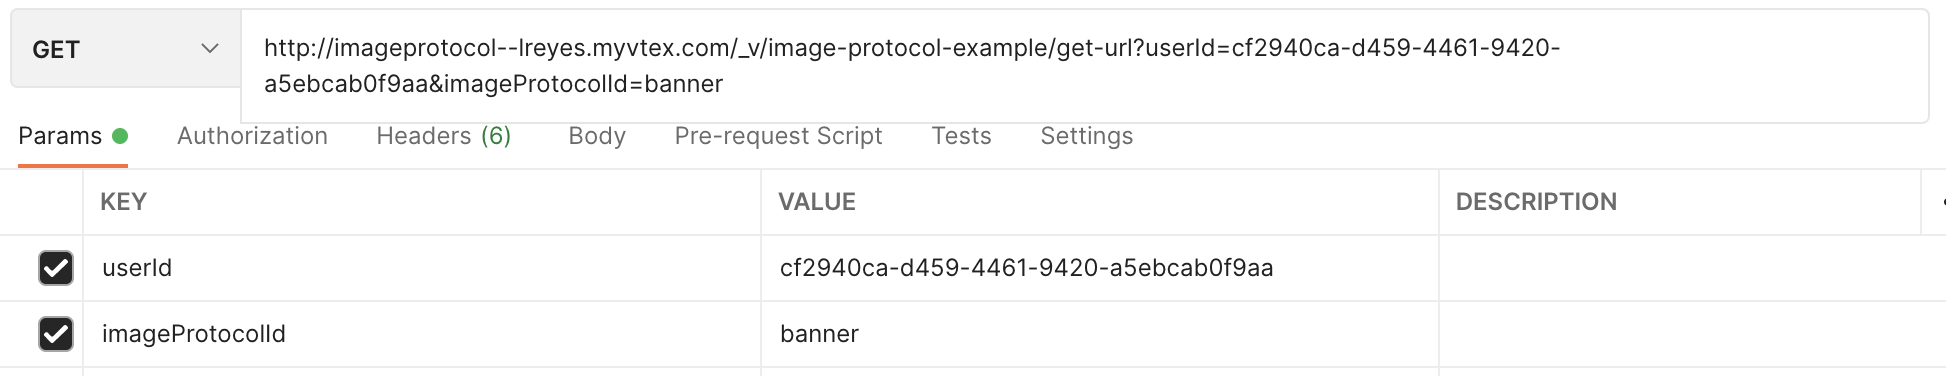 GET
http://imageprotocol--lreyes.myvtex.com/_v/image-protocol-example/get-url?userId=cf2940ca-d459-4461-9420-
a5ebcab0f9aa&imageProtocolId=banner
Params Authorization Headers (6) Body Pre-request Script Tests Settings
KEY VALUE DESCRIPTION
userId cf2940ca-d459-4461-9420-a5ebcab0f9aa
imageProtocolId banner